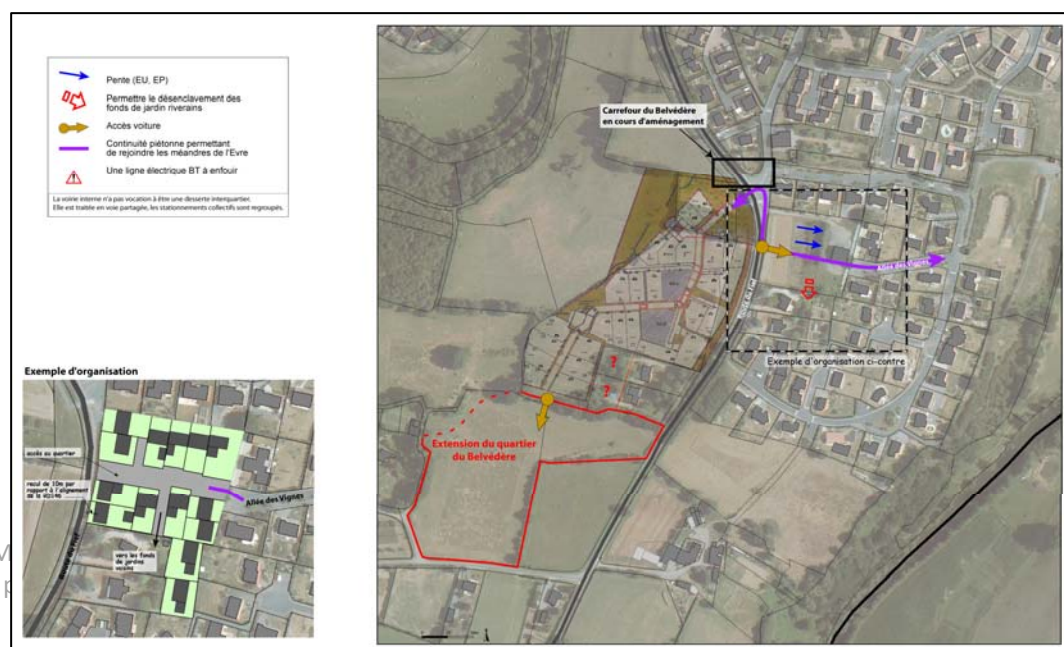 Pente (EU, EP)
Permettre le désenclavement des
fonds de jardin riverains
Accès voiture
Continuité piétonne permettant
de rejoindre les méandres de l'Evre
Une ligne électrique BT à enfouir
La voirie interne n'a pas vocation à être une desserte interquartier.
Elle est traitée en voie partagée, les stationnements collectifs sont regroupés.
Carrefour du Belvédère
en cours d'aménagement
Allée des Vignes
Exemple d'organisation ci-contre
?
?
Extension du quartier
du Belvédère
Exemple d'organisation
accès au quartier
recul de 10m par
rapport à l'alignement
Allée des Vignes
vers les fonds
de jardins
voisins